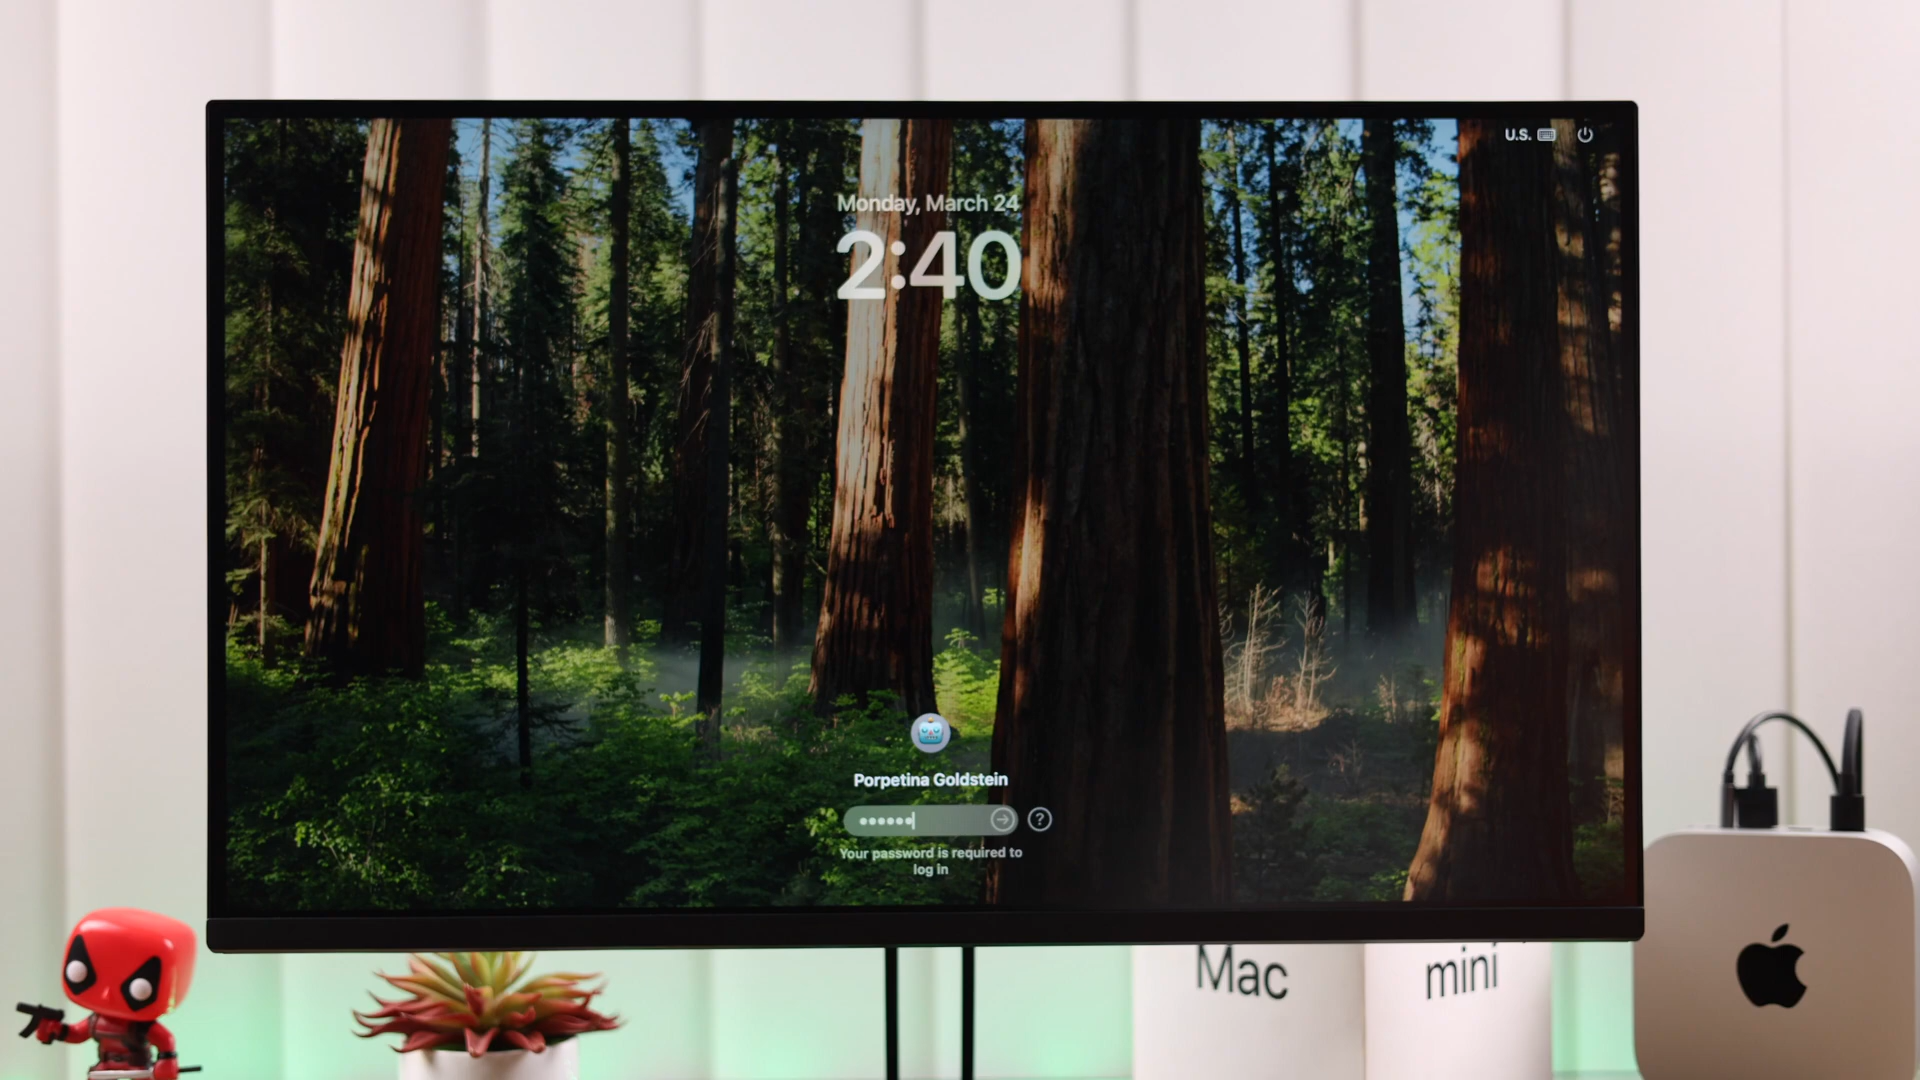 U.S.
Monday, March 24
2:40
Porpetina Goldstein
Your password is required to
log in
Mac
mini